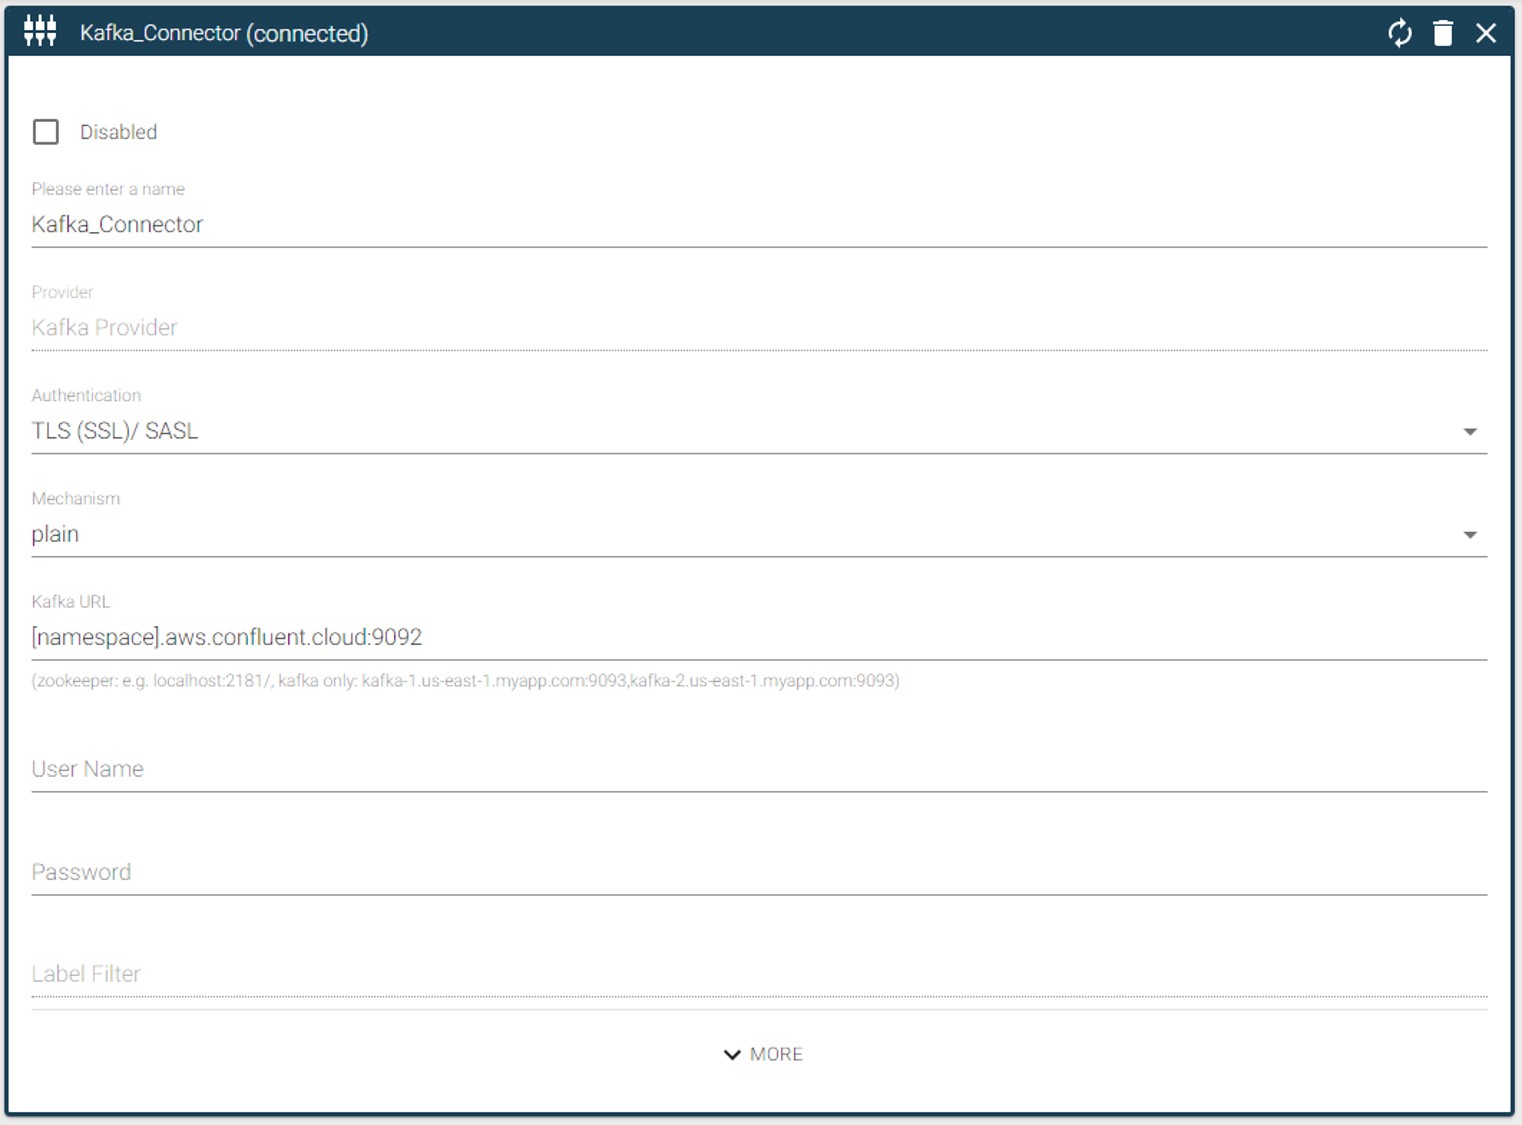 Kafka_Connector (connected)
Disabled
Please enter a name
Kafka_Connector
Provider
Kafka Provider
Authentication
TLS (SSL)/ SASL
Mechanism
plain
Kafka URL
[namespace].aws.confluent.cloud:9092
(zookeeper: e.g. localhost:2181/, kafka only: kafka-1.us-east-1.myapp.com:9093,kafka-2.us-east-1.myapp.com:9093)
User Name
Password
Label Filter
MORE